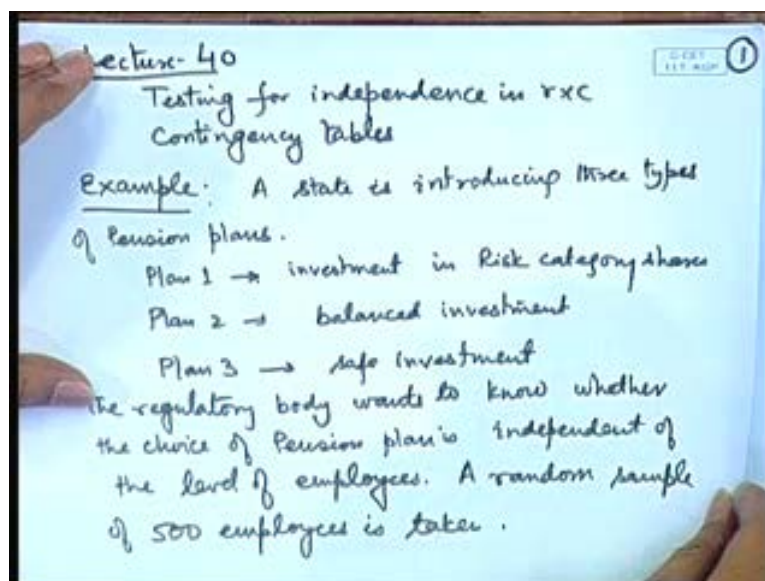 Lecture-40
C-CET
I.I.T. KGP
1
Testing for independence in rxc
Contingency tables
Example: A state is introducing three types
of Pension plans.
Plan 1 → investment in Risk category shares
Plan 2 → balanced investment
Plan 3 → safe investment
The regulatory body wants to know whether
the choice of Pension plan is independent of
the level of employees. A random sample
of 500 employees is taken.